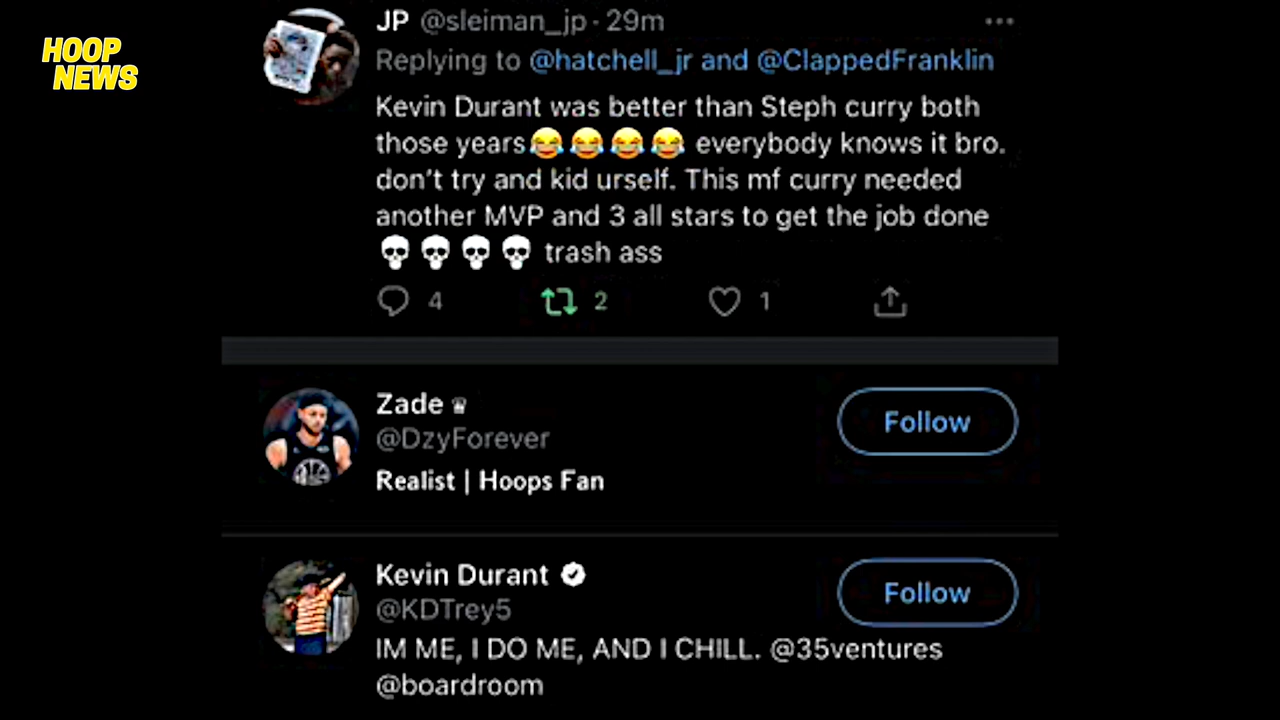 HOOP
NEWS
JP @sleiman_jp · 29m
Replying to @hatchell_jr and @ClappedFranklin
Kevin Durant was better than Steph curry both
those years😂😂😂😂 everybody knows it bro.
don't try and kid urself. This mf curry needed
another MVP and 3 all stars to get the job done
💀💀💀💀 trash ass
4 2 1
Zade ♛
@DzyForever
Follow
Realist | Hoops Fan
Kevin Durant
@KDTrey5
Follow
IM ME, I DO ME, AND I CHILL. @35ventures
@boardroom